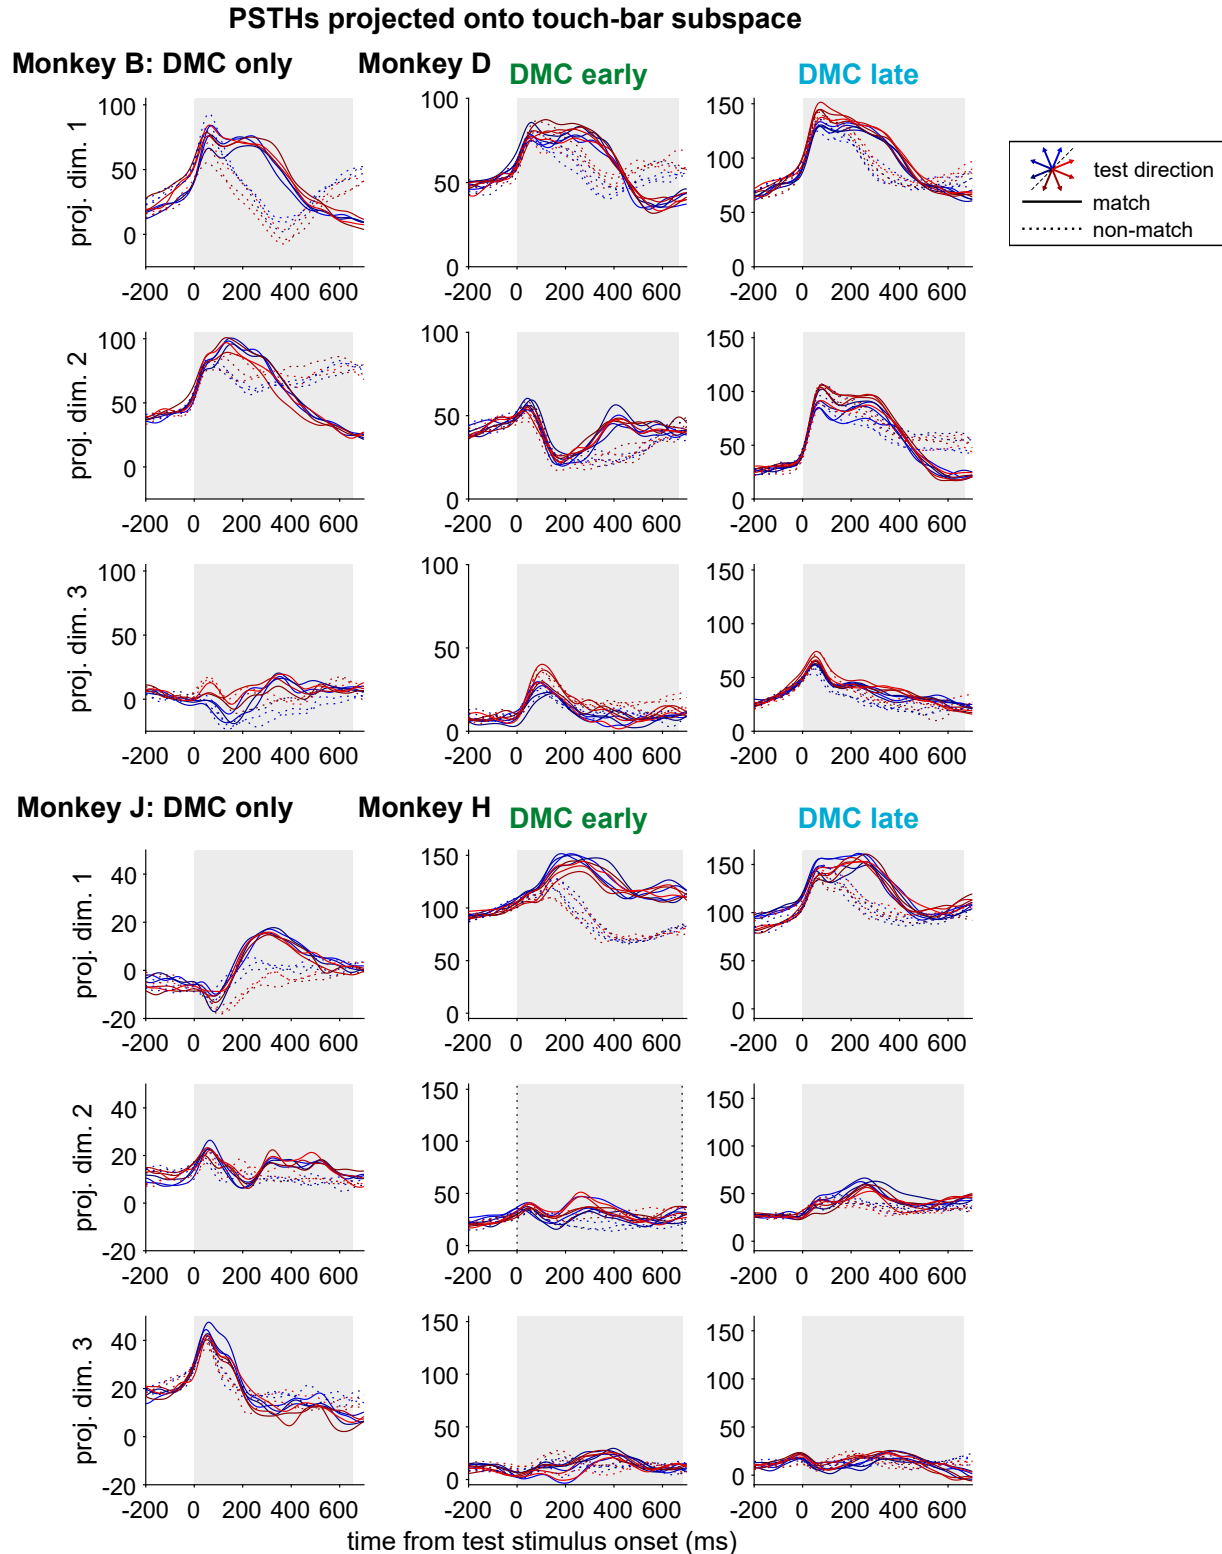 PSTHs projected onto touch-bar subspace
Monkey B: DMC only
Monkey D
DMC early
DMC late
test direction
match
non-match
proj. dim. 1
100
50
0
-200 0 200 400 600
100
50
0
-200 0 200 400 600
150
100
50
0
-200 0 200 400 600
proj. dim. 2
100
50
0
-200 0 200 400 600
100
50
0
-200 0 200 400 600
150
100
50
0
-200 0 200 400 600
proj. dim. 3
100
50
0
-200 0 200 400 600
100
50
0
-200 0 200 400 600
150
100
50
0
-200 0 200 400 600
Monkey J: DMC only
Monkey H
DMC early
DMC late
proj. dim. 1
40
20
0
-20
-200 0 200 400 600
150
100
50
0
-200 0 200 400 600
150
100
50
0
-200 0 200 400 600
proj. dim. 2
40
20
0
-20
-200 0 200 400 600
150
100
50
0
-200 0 200 400 600
150
100
50
0
-200 0 200 400 600
proj. dim. 3
40
20
0
-20
-200 0 200 400 600
150
100
50
0
-200 0 200 400 600
150
100
50
0
-200 0 200 400 600
time from test stimulus onset (ms)